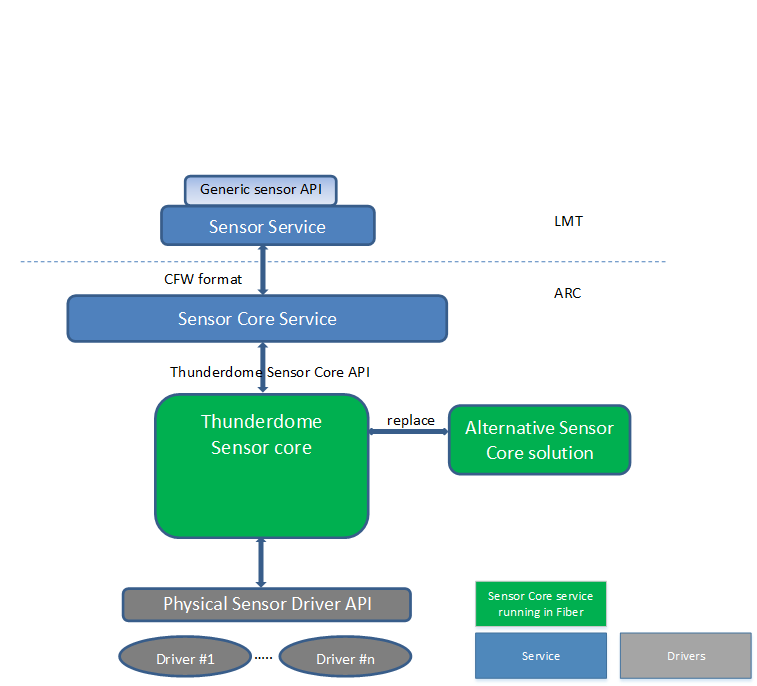 Generic sensor API
Sensor Service
LMT
CFW format
ARC
Sensor Core Service
Thunderdome Sensor Core API
Thunderdome
Sensor core
replace
Alternative Sensor
Core solution
Physical Sensor Driver API
Driver #1
.....
Driver #n
Sensor Core service
running in Fiber
Service
Drivers